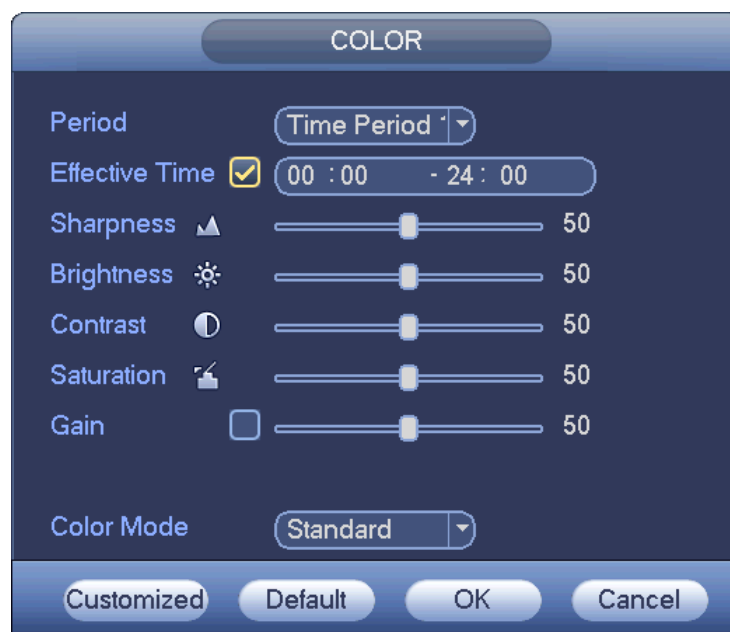 COLOR
Period Time Period
Effective Time 00 : 00 - 24 : 00
Sharpness 50
Brightness 50
Contrast 50
Saturation 50
Gain 50
Color Mode Standard
Customized Default OK Cancel